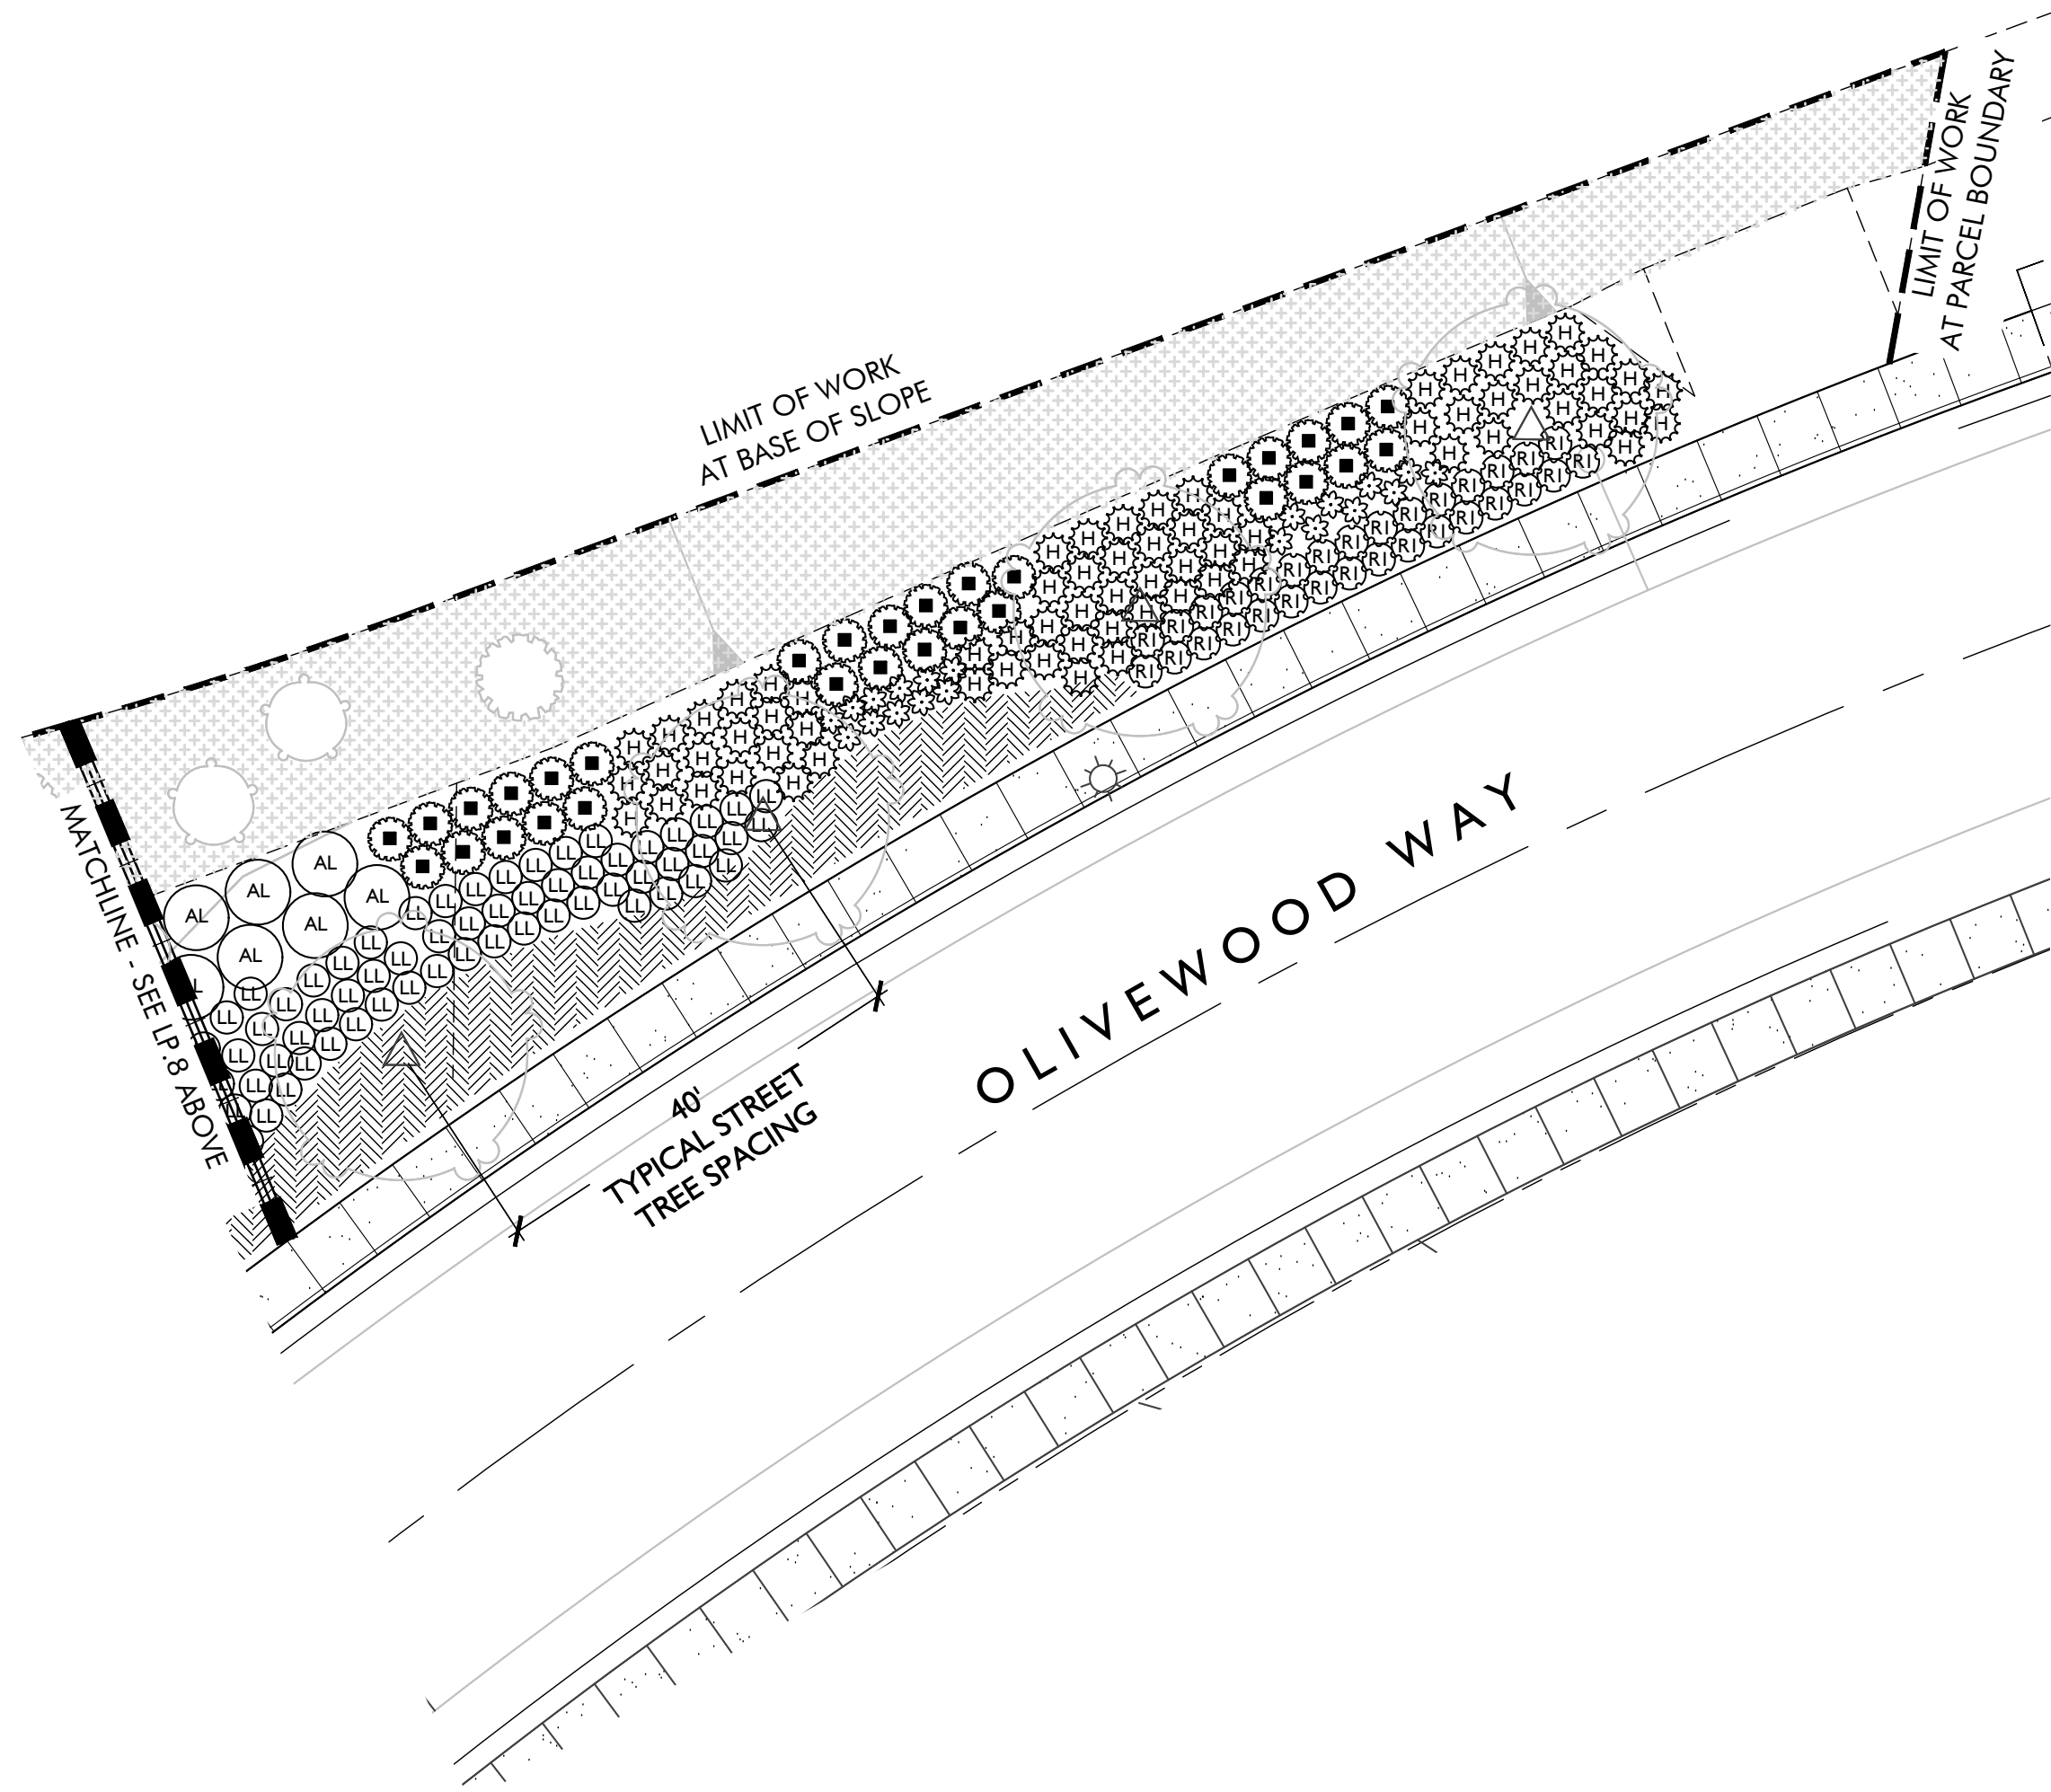 LIMIT OF WORK
AT PARCEL BOUNDARY
LIMIT OF WORK
AT BASE OF SLOPE
MATCHLINE - SEE LP.8 ABOVE
AL AL AL AL AL AL
LL
H
RI
40'
TYPICAL STREET
TREE SPACING
OLIVEWOOD WAY